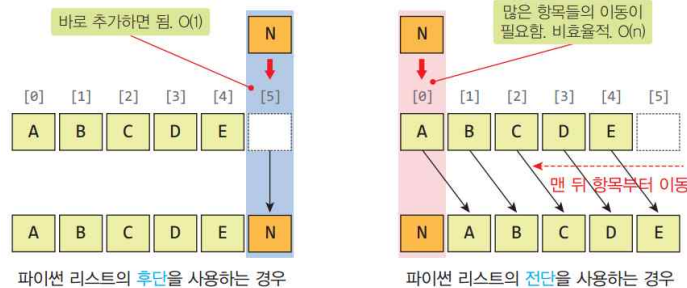 바로 추가하면 됨. O(1)
N
[0] [1] [2] [3] [4] [5]
A B C D E
A B C D E N
파이썬 리스트의 후단을 사용하는 경우
많은 항목들의 이동이
필요함. 비효율적. O(n)
N
[0] [1] [2] [3] [4] [5]
A B C D E
맨 뒤 항목부터 이동
N A B C D E
파이썬 리스트의 전단을 사용하는 경우